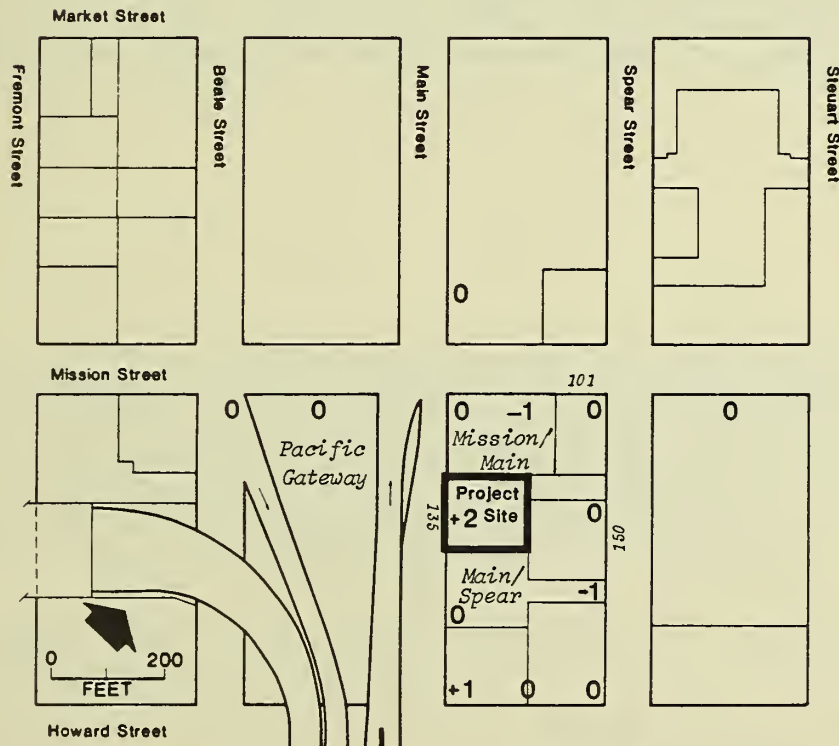 Market Street
Fremont Street
Beale Street
Main Street
Spear Street
Steuart Street
0
Mission Street
101
0
0
0
-1
0
0
Pacific
Gateway
Mission/
Main
135
Project
+2 Site
0
150
Main/
Spear
-1
0
0 200
FEET
+1
0
0
Howard Street